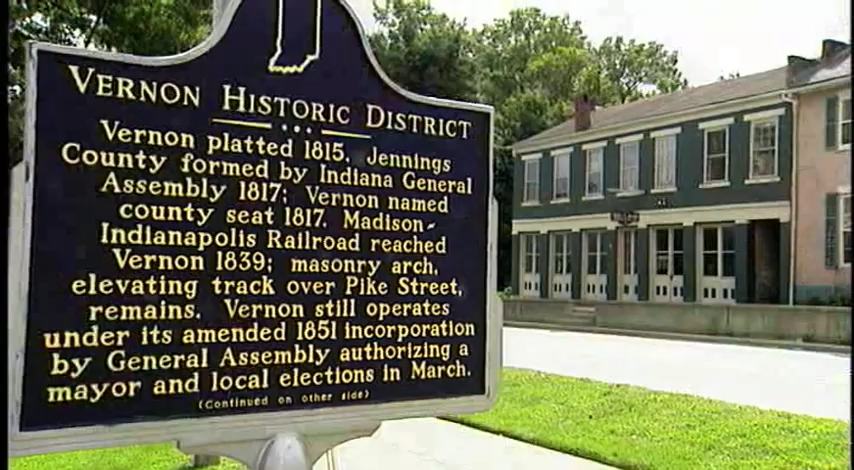 VERNON HISTORIC DISTRICT
Vernon platted 1815. Jennings
County formed by Indiana General
Assembly 1817; Vernon named
county seat 1817. Madison-
Indianapolis Railroad reached
Vernon 1839; masonry arch,
elevating track over Pike Street,
remains. Vernon still operates
under its amended 1851 incorporation
by General Assembly authorizing a
mayor and local elections in March.
(Continued on other side)